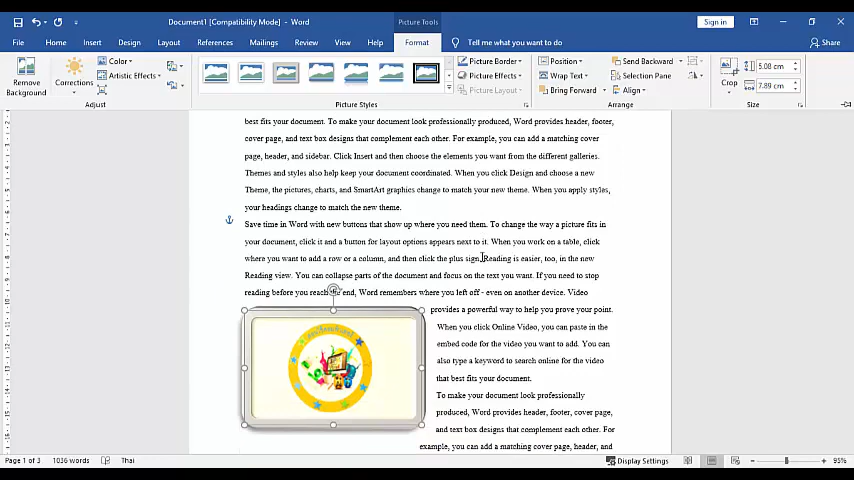 Document1 [Compatibility Mode] - Word
Picture Tools
Sign in
File
Home
Insert
Design
Layout
References
Mailings
Review
View
Help
Format
Tell me what you want to do
Share
Remove
Background
Corrections
Color
Artistic Effects
Adjust
Picture Styles
Picture Border
Picture Effects
Picture Layout
Position
Wrap Text
Bring Forward
Send Backward
Selection Pane
Align
Arrange
Crop
5.08 cm
7.89 cm
Size
best fits your document. To make your document look professionally produced, Word provides header, footer,
cover page, and text box designs that complement each other. For example, you can add a matching cover
page, header, and sidebar. Click Insert and then choose the elements you want from the different galleries.
Themes and styles also help keep your document coordinated. When you click Design and choose a new
Theme, the pictures, charts, and SmartArt graphics change to match your new theme. When you apply styles,
your headings change to match the new theme.
Save time in Word with new buttons that show up where you need them. To change the way a picture fits in
your document, click it and a button for layout options appears next to it. When you work on a table, click
where you want to add a row or a column, and then click the plus sign. Reading is easier, too, in the new
Reading view. You can collapse parts of the document and focus on the text you want. If you need to stop
reading before you reach the end, Word remembers where you left off - even on another device. Video
provides a powerful way to help you prove your point.
When you click Online Video, you can paste in the
embed code for the video you want to add. You can
also type a keyword to search online for the video
that best fits your document.
To make your document look professionally
produced, Word provides header, footer, cover page,
and text box designs that complement each other. For
example, you can add a matching cover page, header, and
Page 1 of 3
1036 words
Thai
Display Settings
95%